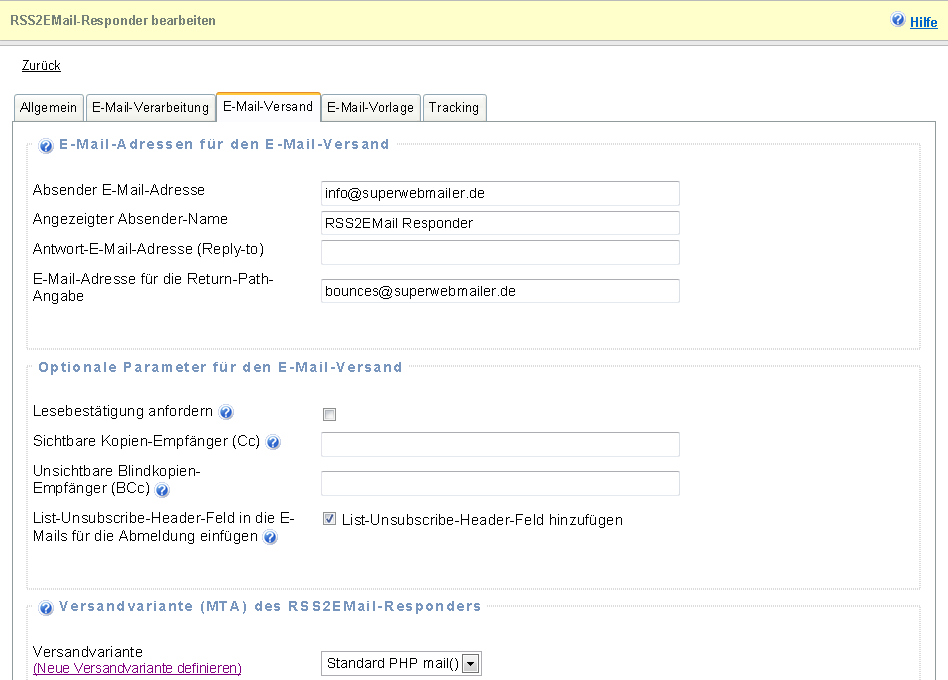 RSS2EMail-Responder bearbeiten
Hilfe
Zurück
Allgemein E-Mail-Verarbeitung E-Mail-Versand E-Mail-Vorlage Tracking
E-Mail-Adressen für den E-Mail-Versand
Absender E-Mail-Adresse info@superwebmailer.de
Angezeigter Absender-Name RSS2EMail Responder
Antwort-E-Mail-Adresse (Reply-to)
E-Mail-Adresse für die Return-Path-
Angabe
bounces@superwebmailer.de
Optionale Parameter für den E-Mail-Versand
Lesebestätigung anfordern
Sichtbare Kopien-Empfänger (Cc)
Unsichtbare Blindkopien-
Empfänger (BCc)
List-Unsubscribe-Header-Feld in die E-
Mails für die Abmeldung einfügen
List-Unsubscribe-Header-Feld hinzufügen
Versandvariante (MTA) des RSS2EMail-Responders
Versandvariante
(Neue Versandvariante definieren)
Standard PHP mail()